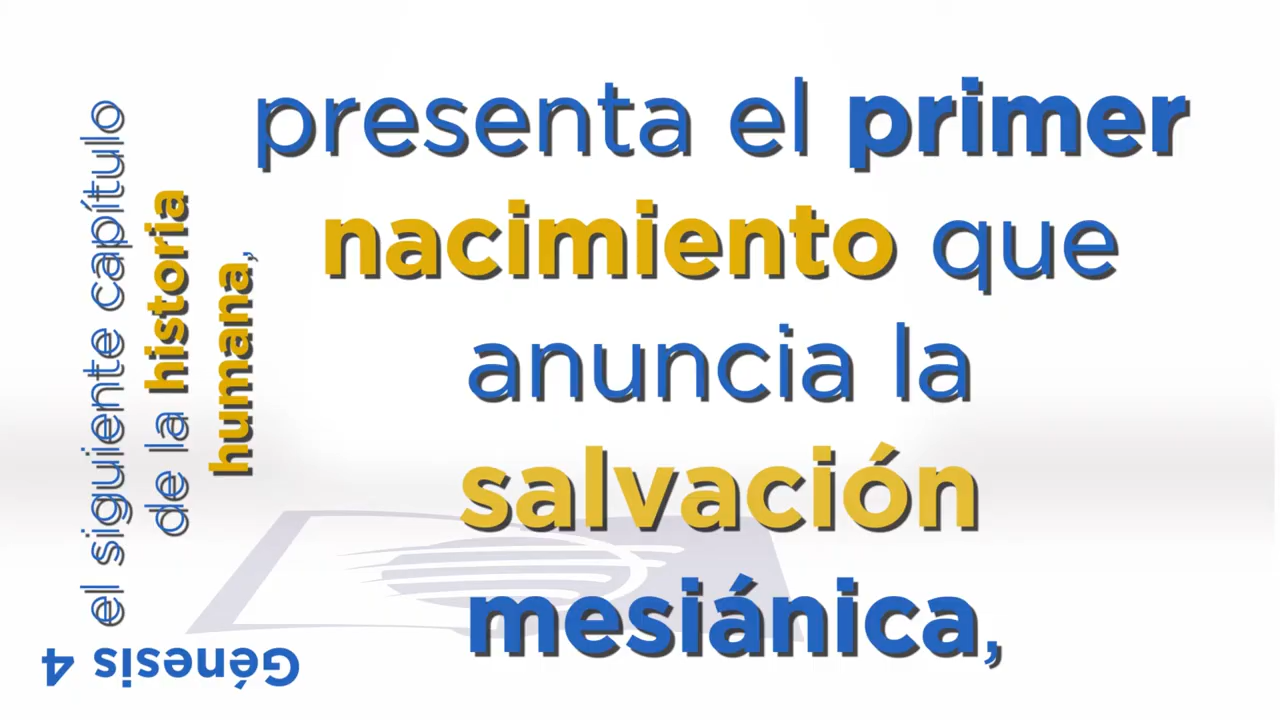 Génesis 4
el siguiente capítulo
de la historia
humana,
presenta el primer
nacimiento que
anuncia la
salvación
mesiánica,